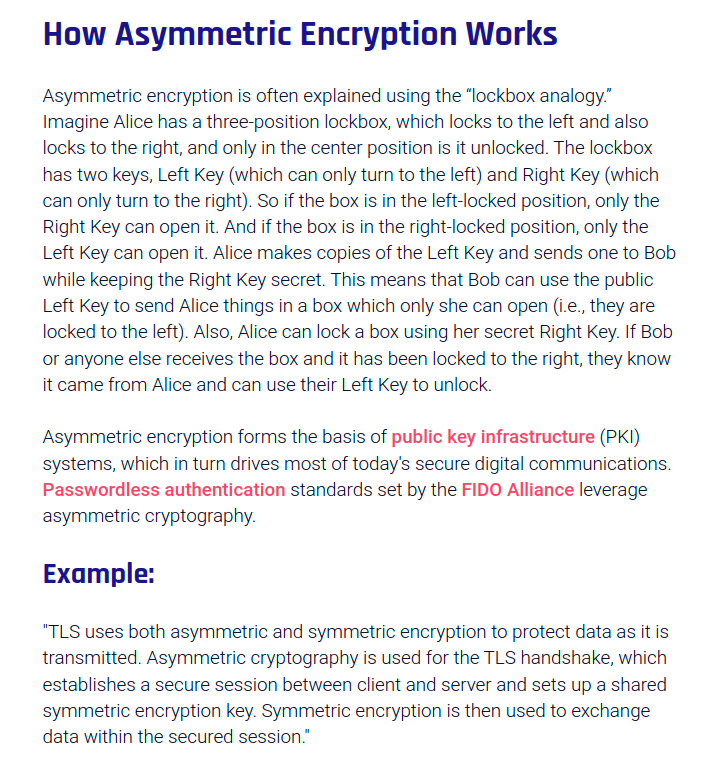 How Asymmetric Encryption Works
Asymmetric encryption is often explained using the “lockbox analogy.”
Imagine Alice has a three-position lockbox, which locks to the left and also
locks to the right, and only in the center position is it unlocked. The lockbox
has two keys, Left Key (which can only turn to the left) and Right Key (which
can only turn to the right). So if the box is in the left-locked position, only the
Right Key can open it. And if the box is in the right-locked position, only the
Left Key can open it. Alice makes copies of the Left Key and sends one to Bob
while keeping the Right Key secret. This means that Bob can use the public
Left Key to send Alice things in a box which only she can open (i.e., they are
locked to the left). Also, Alice can lock a box using her secret Right Key. If Bob
or anyone else receives the box and it has been locked to the right, they know
it came from Alice and can use their Left Key to unlock.
Asymmetric encryption forms the basis of public key infrastructure (PKI)
systems, which in turn drives most of today's secure digital communications.
Passwordless authentication standards set by the FIDO Alliance leverage
asymmetric cryptography.
Example:
"TLS uses both asymmetric and symmetric encryption to protect data as it is
transmitted. Asymmetric cryptography is used for the TLS handshake, which
establishes a secure session between client and server and sets up a shared
symmetric encryption key. Symmetric encryption is then used to exchange
data within the secured session."